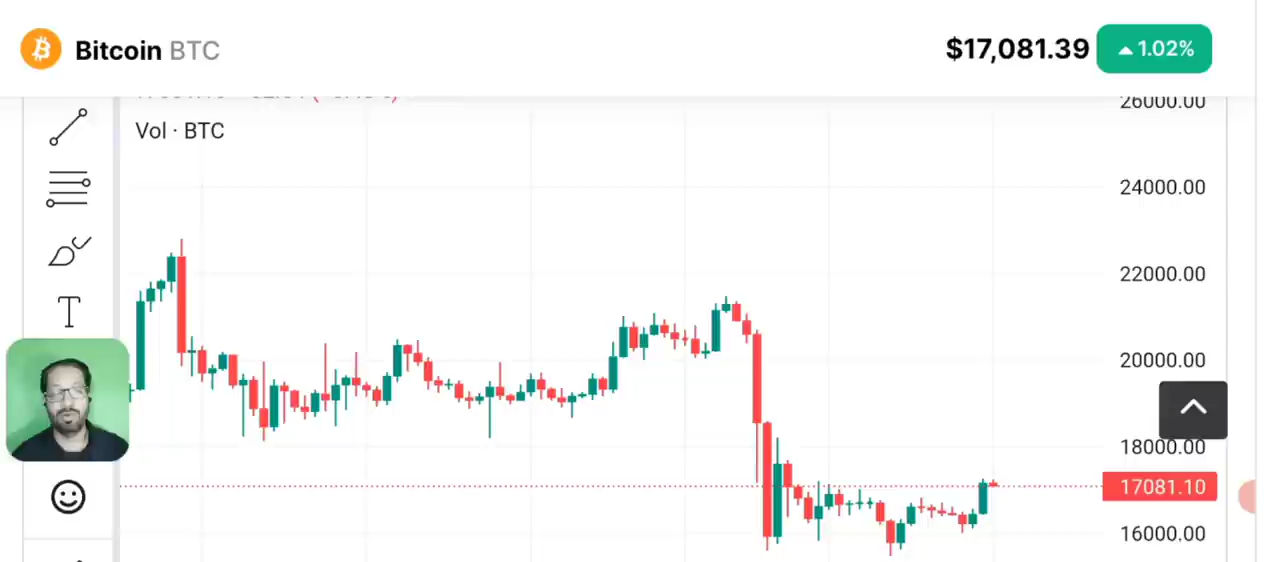 Bitcoin BTC
$17,081.39 1.02%
26000.00
Vol · BTC
24000.00
22000.00
T
20000.00
18000.00
17081.10
16000.00